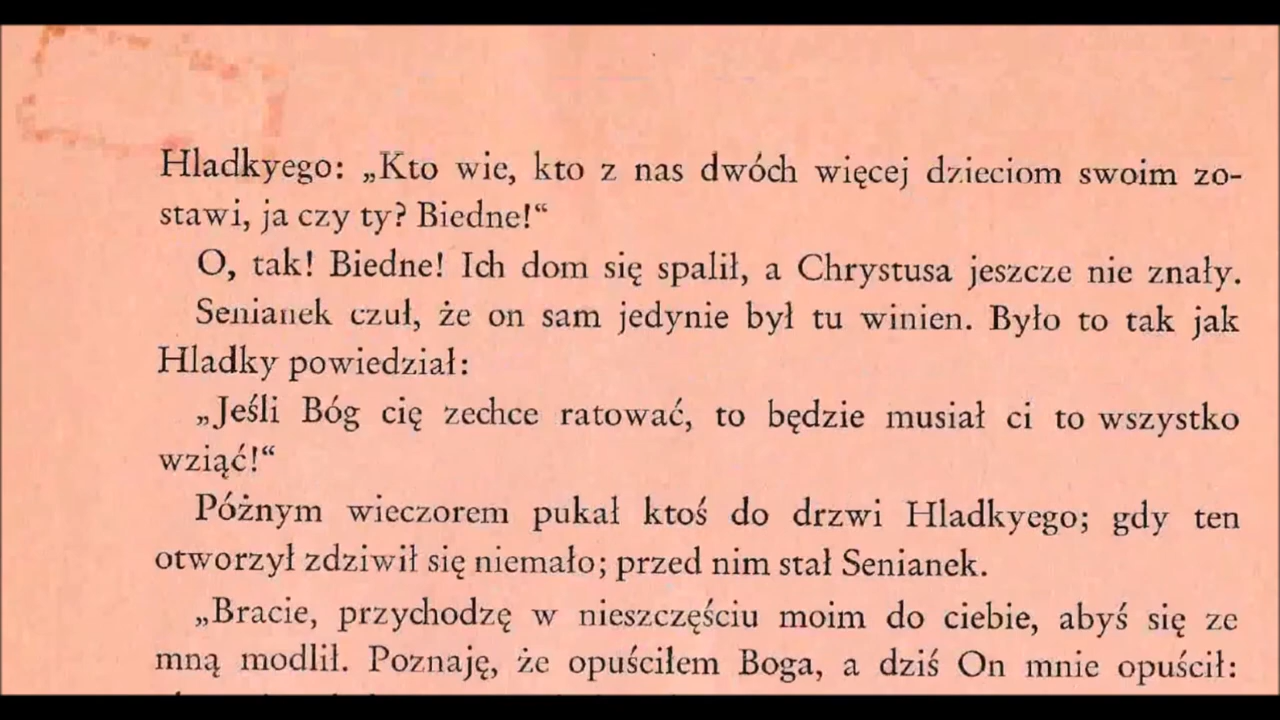 Hladkyego: „Kto wie, kto z nas dwóch więcej dzieciom swoim zo-
stawi, ja czy ty? Biedne!“
O, tak! Biedne! Ich dom się spalił, a Chrystusa jeszcze nie znały.
Senianek czuł, że on sam jedynie był tu winien. Było to tak jak
Hladky powiedział:
„Jeśli Bóg cię zechce ratować, to będzie musiał ci to wszystko
wziąć!“
Późnym wieczorem pukał ktoś do drzwi Hladkyego; gdy ten
otworzył zdziwił się niemało; przed nim stał Senianek.
„Bracie, przychodzę w nieszczęściu moim do ciebie, abyś się ze
mną modlił. Poznaję, że opuściłem Boga, a dziś On mnie opuścił: